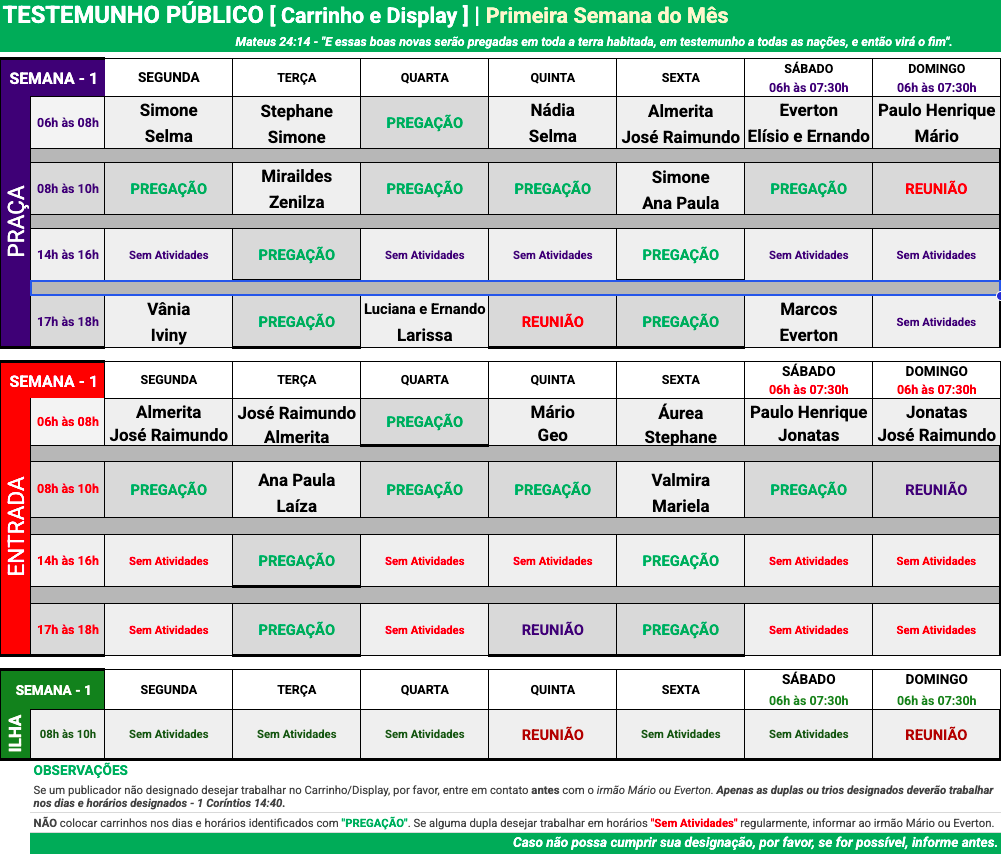 TESTEMUNHO PÚBLICO [ Carrinho e Display ] | Primeira Semana do Mês
Mateus 24:14 - "E essas boas novas serão pregadas em toda a terra habitada, em testemunho a todas as nações, e então virá o fim".
SEMANA - 1 SEGUNDA TERÇA QUARTA QUINTA SEXTA SÁBADO DOMINGO
06h às 07:30h 06h às 07:30h
PRAÇA
06h às 08h Simone Stephane PREGAÇÃO Nádia Almerita Everton Paulo Henrique
Selma Simone Selma José Raimundo Elísio e Ernando Mário
08h às 10h PREGAÇÃO Miraildes PREGAÇÃO PREGAÇÃO Simone PREGAÇÃO REUNIÃO
Zenilza Ana Paula
14h às 16h Sem Atividades PREGAÇÃO Sem Atividades Sem Atividades PREGAÇÃO Sem Atividades Sem Atividades
17h às 18h Vânia PREGAÇÃO Luciana e Ernando REUNIÃO PREGAÇÃO Marcos Sem Atividades
Iviny Larissa Everton
SEMANA - 1 SEGUNDA TERÇA QUARTA QUINTA SEXTA SÁBADO DOMINGO
06h às 07:30h 06h às 07:30h
ENTRADA
06h às 08h Almerita José Raimundo PREGAÇÃO Mário Áurea Paulo Henrique Jonatas
José Raimundo Almerita Geo Stephane Jonatas José Raimundo
08h às 10h PREGAÇÃO Ana Paula PREGAÇÃO PREGAÇÃO Valmira PREGAÇÃO REUNIÃO
Laíza Mariela
14h às 16h Sem Atividades PREGAÇÃO Sem Atividades Sem Atividades PREGAÇÃO Sem Atividades Sem Atividades
17h às 18h Sem Atividades PREGAÇÃO Sem Atividades REUNIÃO PREGAÇÃO Sem Atividades Sem Atividades
SEMANA - 1 SEGUNDA TERÇA QUARTA QUINTA SEXTA SÁBADO DOMINGO
06h às 07:30h 06h às 07:30h
ILHA
08h às 10h Sem Atividades Sem Atividades Sem Atividades REUNIÃO Sem Atividades Sem Atividades REUNIÃO
OBSERVAÇÕES
Se um publicador não designado desejar trabalhar no Carrinho/Display, por favor, entre em contato antes com o irmão Mário ou Everton. Apenas as duplas ou trios designados deverão trabalhar
nos dias e horários designados - 1 Coríntios 14:40.
NÃO colocar carrinhos nos dias e horários identificados com "PREGAÇÃO". Se alguma dupla desejar trabalhar em horários "Sem Atividades" regularmente, informar ao irmão Mário ou Everton.
Caso não possa cumprir sua designação, por favor, se for possível, informe antes.